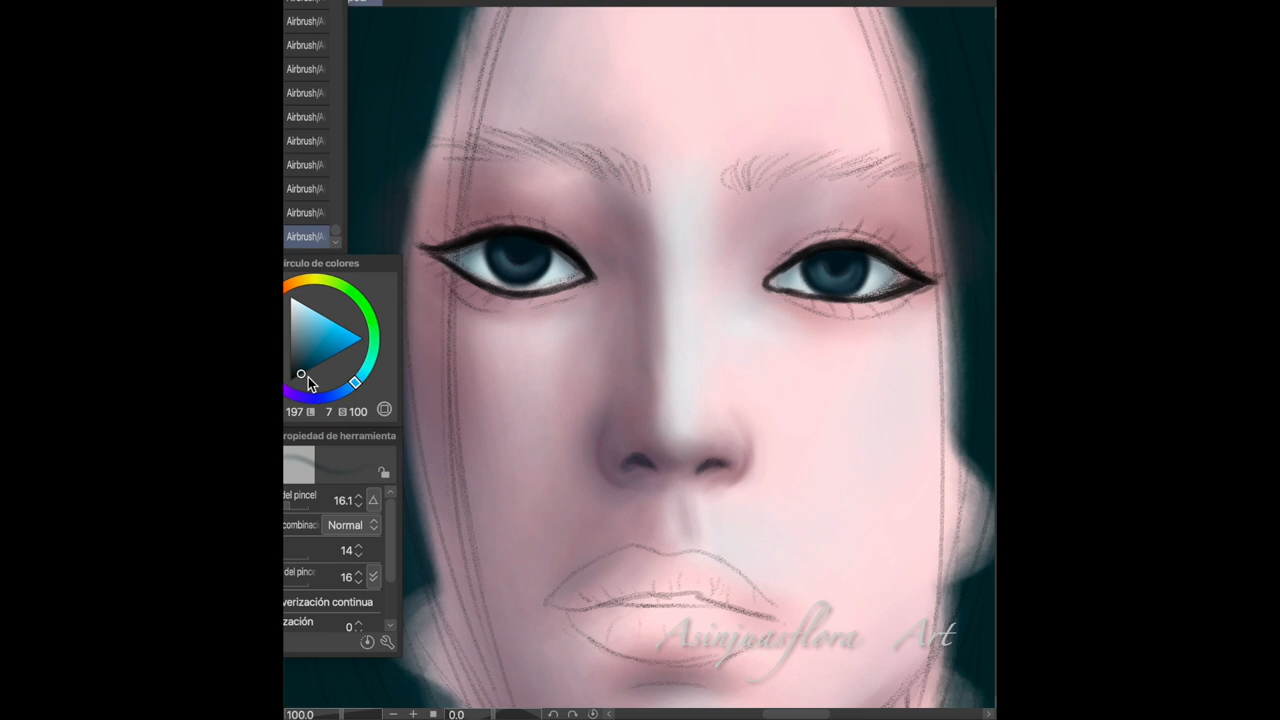 Airbrush/A
Airbrush/A
Airbrush/A
Airbrush/A
Airbrush/A
Airbrush/A
Airbrush/A
Airbrush/A
Airbrush/A
Airbrush/A
írculo de colores
197 7 S 100
ropiedad de herramienta
del pincel 16.1
combinac Normal
14
del pince 16
verización continua
zación 0
Asinjuasflora Art
100.0 0.0